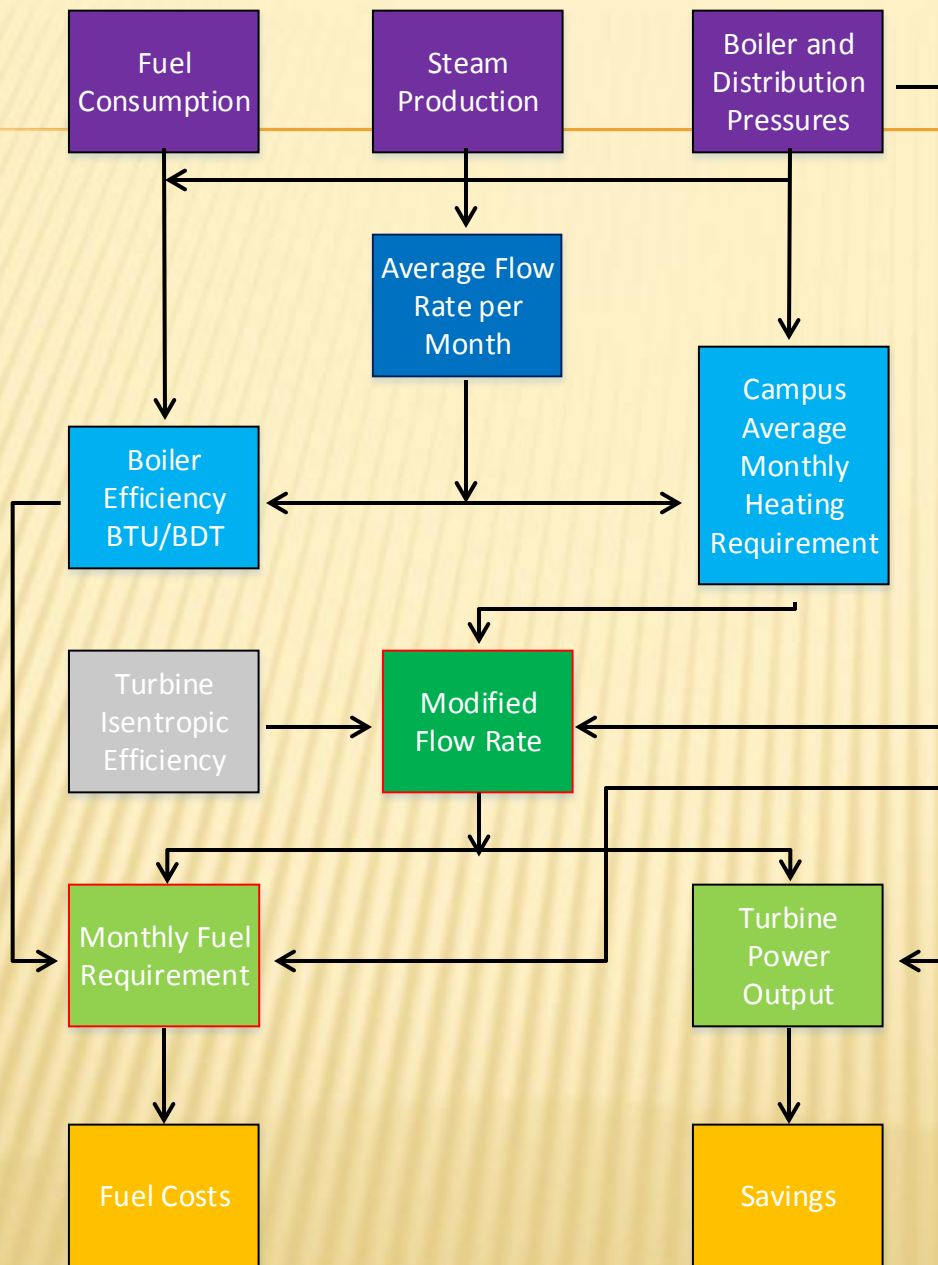 Fuel
Consumption
Steam
Production
Boiler and
Distribution
Pressures
Average Flow
Rate per
Month
Boiler
Efficiency
BTU/BDT
Campus
Average
Monthly
Heating
Requirement
Turbine
Isentropic
Efficiency
Modified
Flow Rate
Monthly Fuel
Requirement
Turbine
Power
Output
Fuel Costs
Savings